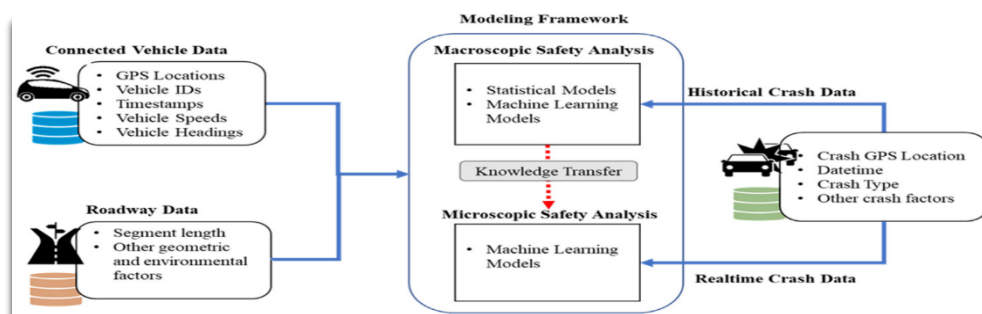 Modeling Framework
Connected Vehicle Data
• GPS Locations
• Vehicle IDs
• Timestamps
• Vehicle Speeds
• Vehicle Headings
Roadway Data
• Segment length
• Other geometric
and environmental
factors
Macroscopic Safety Analysis
• Statistical Models
• Machine Learning
Models
Knowledge Transfer
Microscopic Safety Analysis
• Machine Learning
Models
Historical Crash Data
• Crash GPS Location
• Datetime
• Crash Type
• Other crash factors
Realtime Crash Data